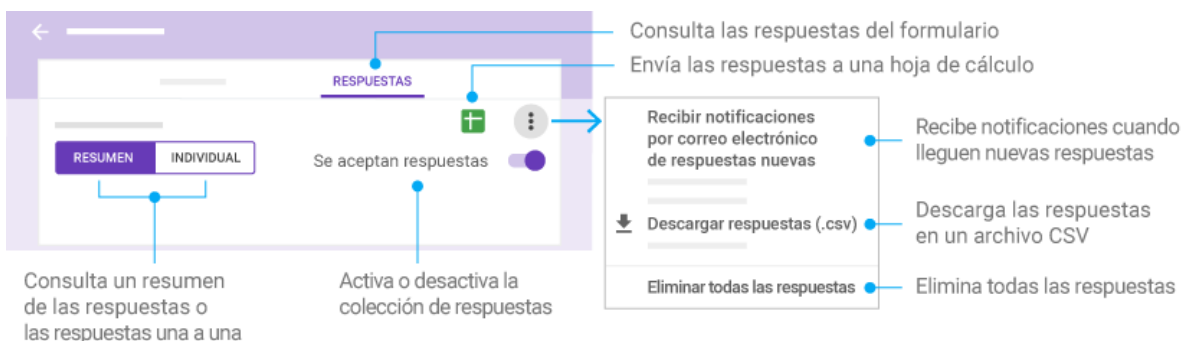 Consulta las respuestas del formulario
Envía las respuestas a una hoja de cálculo
RESPUESTAS
RESUMEN
INDIVIDUAL
Se aceptan respuestas
Recibir notificaciones
por correo electrónico
de respuestas nuevas
Recibe notificaciones cuando
lleguen nuevas respuestas
Descargar respuestas (.csv)
Descarga las respuestas
en un archivo CSV
Eliminar todas las respuestas
Elimina todas las respuestas
Consulta un resumen
de las respuestas o
las respuestas una a una
Activa o desactiva la
colección de respuestas